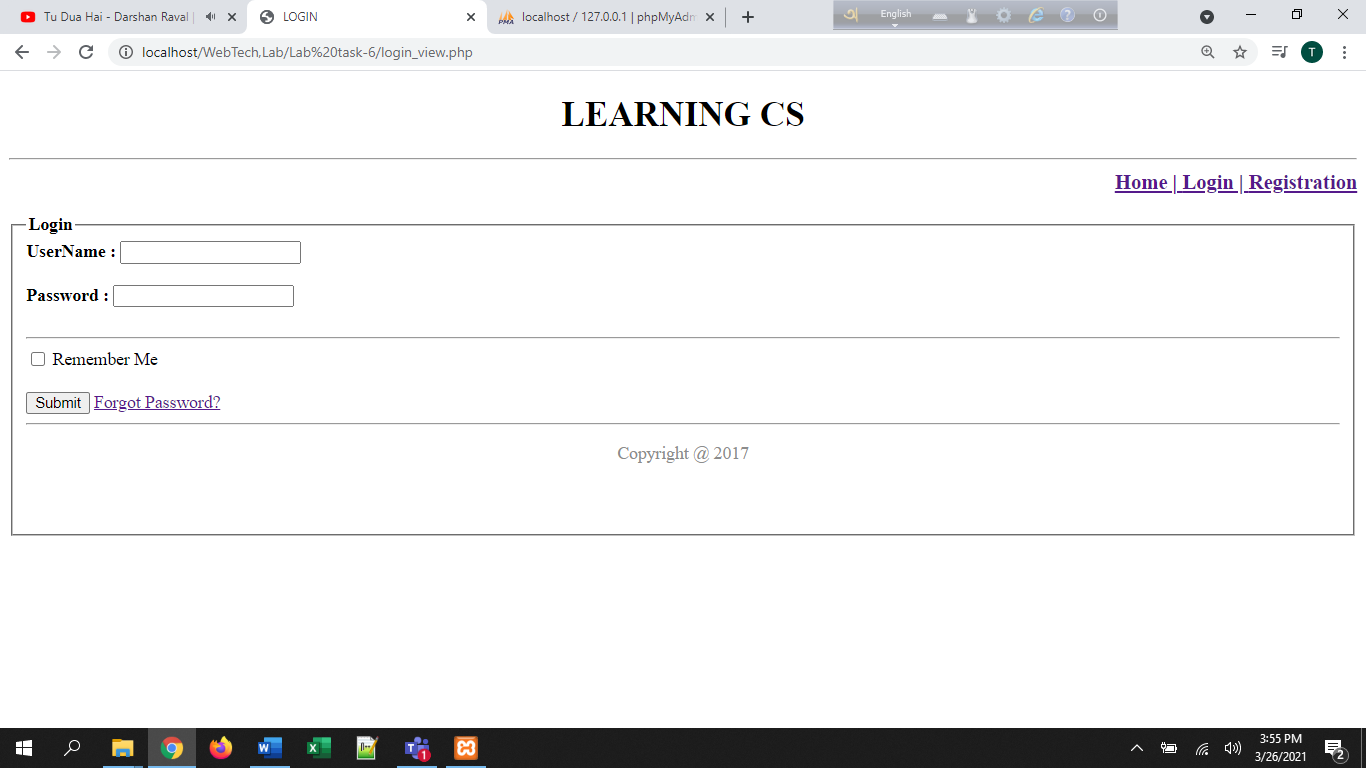 Tu Dua Hai - Darshan Raval |
LOGIN
localhost / 127.0.0.1 | phpMyAdm
English
localhost/WebTech,Lab/Lab%20task-6/login_view.php
T
LEARNING CS
Home | Login | Registration
Login
UserName :
Password :
Remember Me
Submit Forgot Password?
Copyright @ 2017
3:55 PM
3/26/2021
1
2